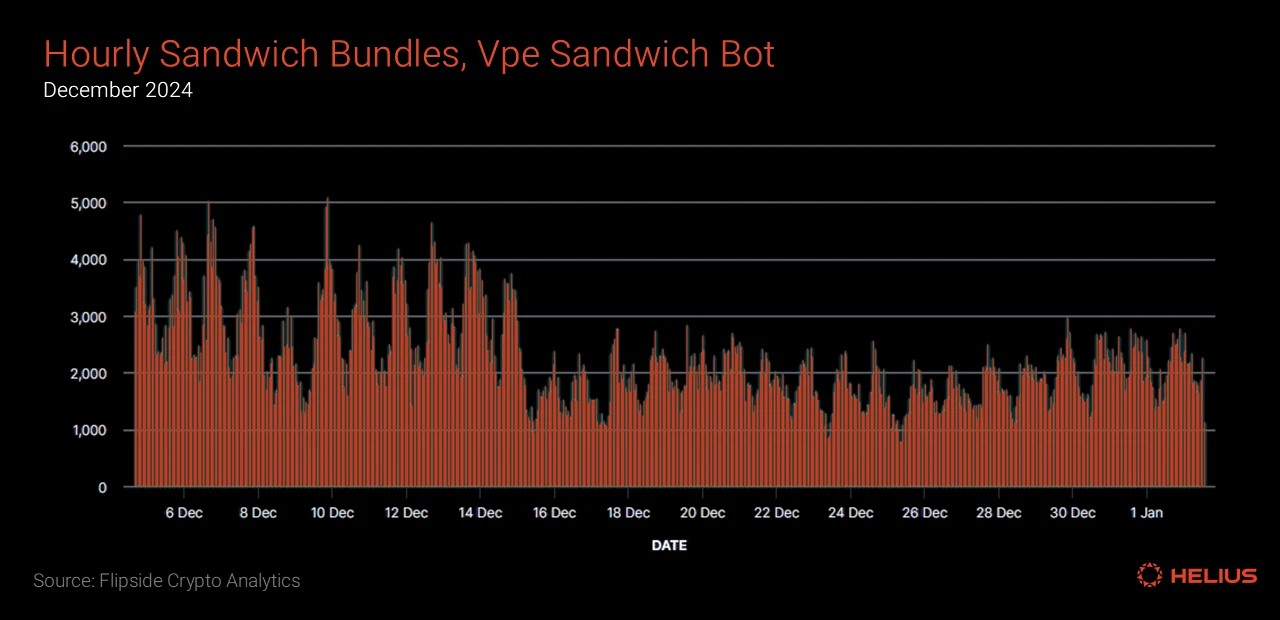 Hourly Sandwich Bundles, Vpe Sandwich Bot
December 2024
6,000
5,000
4,000
3,000
2,000
1,000
0
6 Dec 8 Dec 10 Dec 12 Dec 14 Dec 16 Dec 18 Dec 20 Dec 22 Dec 24 Dec 26 Dec 28 Dec 30 Dec 1 Jan
DATE
Source: Flipside Crypto Analytics
HELIUS